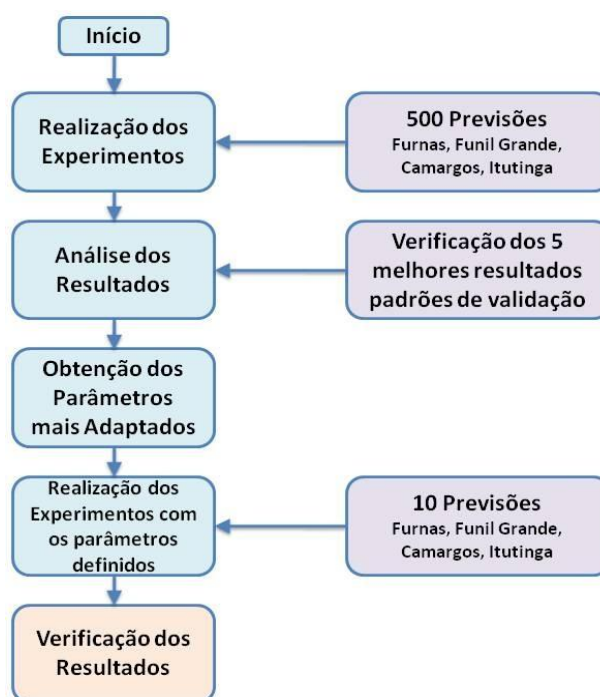 Início
Realização dos
Experimentos
500 Previsões
Furnas, Funil Grande,
Camargos, Itutinga
Análise dos
Resultados
Verificação dos 5
melhores resultados
padrões de validação
Obtenção dos
Parâmetros
mais Adaptados
Realização dos
Experimentos com
os parâmetros
definidos
10 Previsões
Furnas, Funil Grande,
Camargos, Itutinga
Verificação dos
Resultados